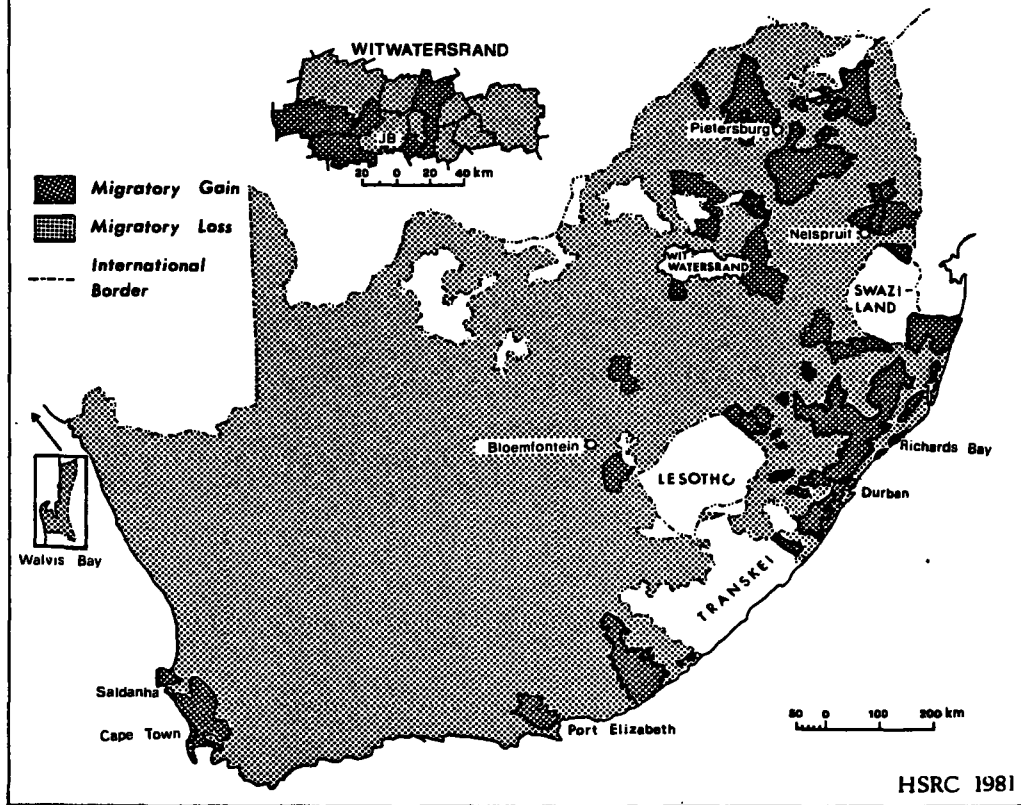 WITWATERSRAND
JB
20 0 20 40 km
Migratory Gain
Migratory Loss
International
Border
Pietersburg
Nelspruit
WIT
WATERSRAND
SWAZI-
LAND
Bloemfontein
LESOTHO
Richards Bay
Durban
TRANSKEI
Walvis Bay
Saldanha
Cape Town
Port Elizabeth
50 0 100 200 km
HSRC 1981